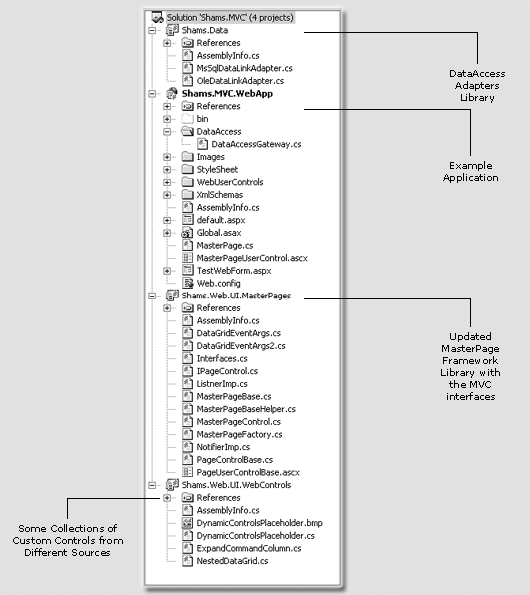 Solution 'Shams.MVC' (4 projects)
Shams.Data
References
AssemblyInfo.cs
MsSqlDataLinkAdapter.cs
OleDataLinkAdapter.cs
Shams.MVC.WebApp
References
bin
DataAccess
DataAccessGateway.cs
Images
StyleSheet
WebUserControls
XmlSchemas
AssemblyInfo.cs
default.aspx
Global.asax
MasterPage.cs
MasterPageUserControl.ascx
TestWebForm.aspx
Web.config
Shams.Web.UI.MasterPages
References
AssemblyInfo.cs
DataGridEventArgs.cs
DataGridEventArgs2.cs
Interfaces.cs
IPageControl.cs
ListnerImp.cs
MasterPageBase.cs
MasterPageBaseHelper.cs
MasterPageControl.cs
MasterPageFactory.cs
NotifierImp.cs
PageControlBase.cs
PageUserControlBase.ascx
Shams.Web.UI.WebControls
References
AssemblyInfo.cs
DynamicControlsPlaceholder.bmp
DynamicControlsPlaceholder.cs
ExpandCommandColumn.cs
NestedDataGrid.cs
DataAccess
Adapters
Library
Example
Application
Updated
MasterPage
Framework
Library with
the MVC
interfaces
Some Collections of
Custom Controls from
Different Sources